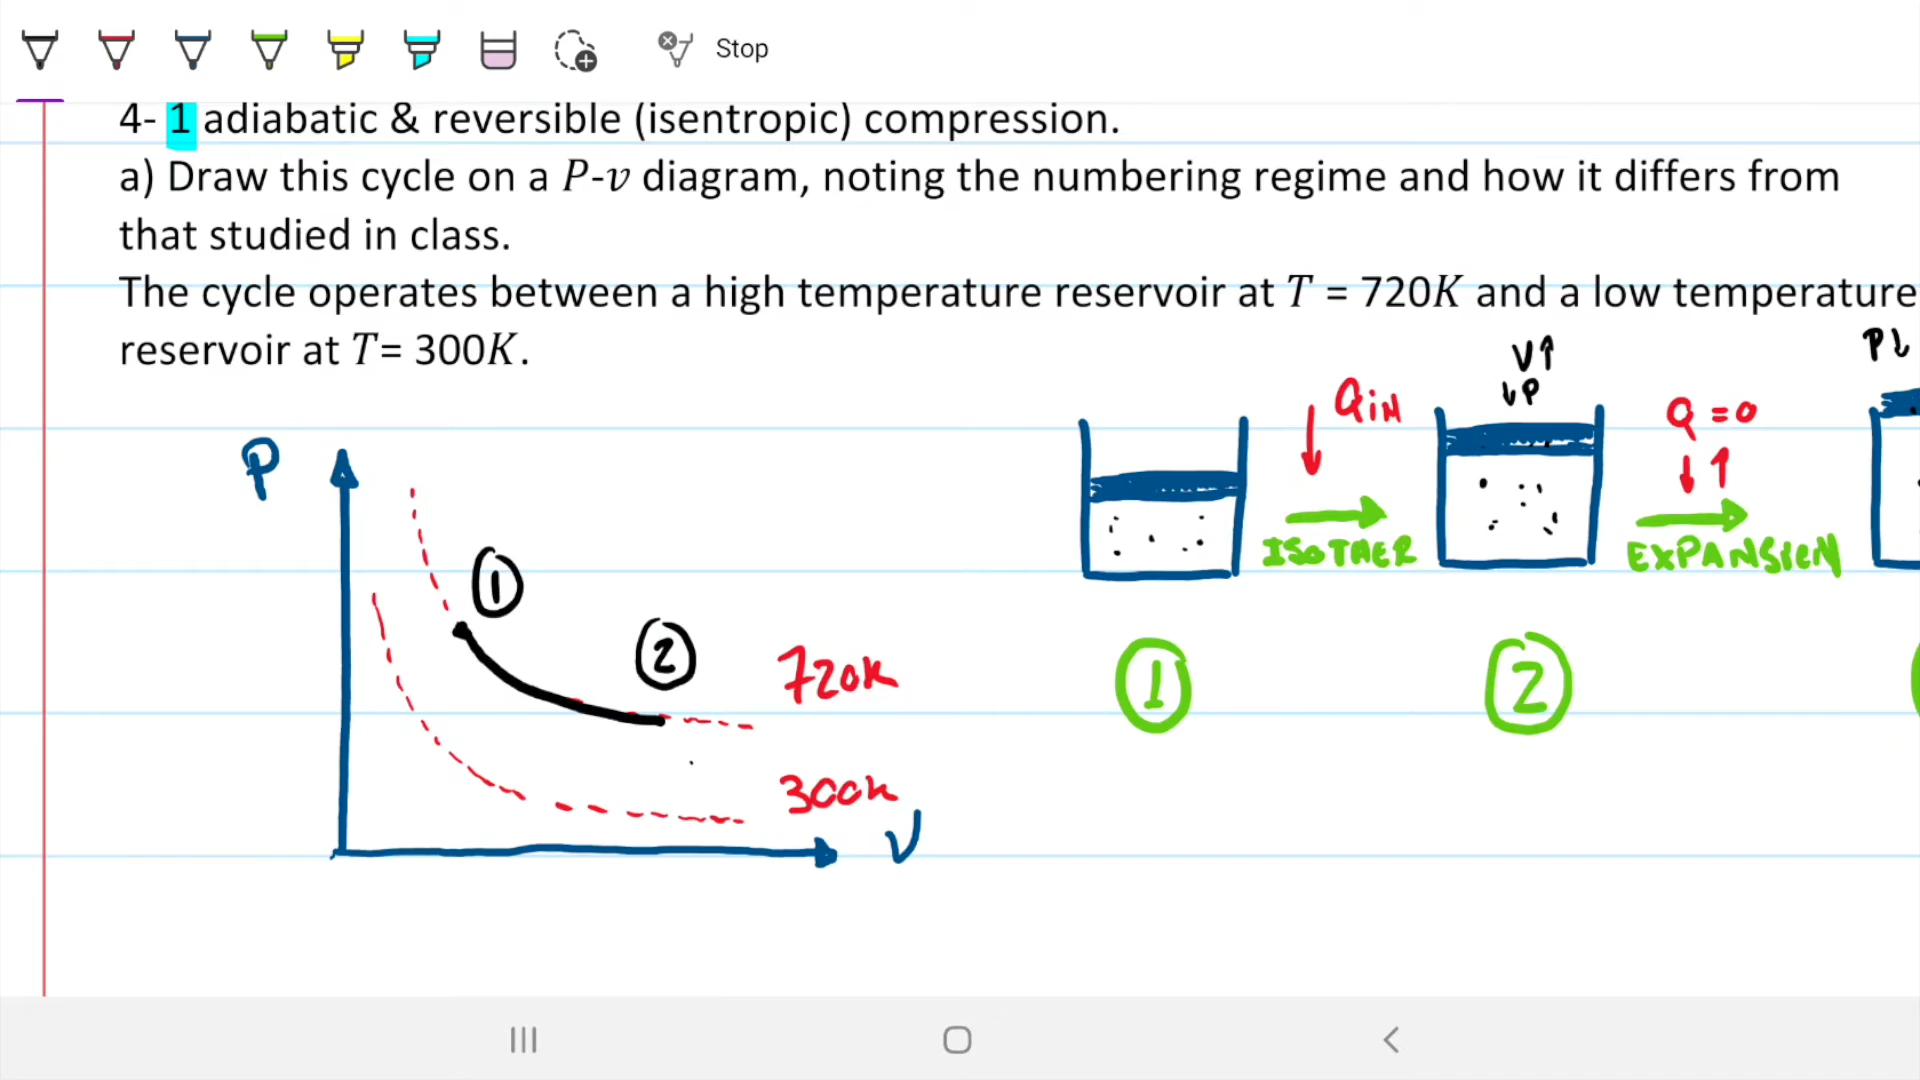 Stop
4- 1 adiabatic & reversible (isentropic) compression.
a) Draw this cycle on a P-v diagram, noting the numbering regime and how it differs from
that studied in class.
The cycle operates between a high temperature reservoir at T = 720K and a low temperature
reservoir at T= 300K.
V↑
↓P
P↓
QiN
Q =0
↓ ↑
P
ISOTHER
EXPANSION
1
2
720K
1
2
300K
V